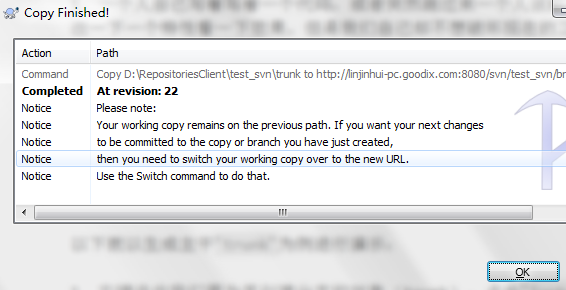 Copy Finished!
Action Path
Command Copy D:\RepositoriesClient\test_svn\trunk to http://linjinhui-pc.goodix.com:8080/svn/test_svn/br
Completed At revision: 22
Notice Please note:
Notice Your working copy remains on the previous path. If you want your next changes
Notice to be committed to the copy or branch you have just created,
Notice then you need to switch your working copy over to the new URL.
Notice Use the Switch command to do that.
OK